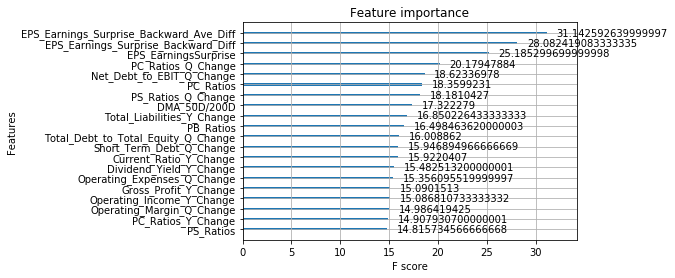 Feature importance
EPS_Earnings_Surprise_Backward_Ave_Diff 31.142592639999997
EPS_Earnings_Surprise_Backward_Diff 28.082419083333335
EPS_EarningsSurprise 25.185299699999998
PC_Ratios_Q_Change 20.17947884
Net_Debt_to_EBIT_Q_Change 18.62336978
PC_Ratios 18.3599231
PS_Ratios_Q_Change 18.1810427
DMA_50D/200D 17.322279
Total_Liabilities_Y_Change 16.850226433333333
PB_Ratios 16.498463620000003
Total_Debt_to_Total_Equity_Q_Change 16.008862
Short_Term_Debt_Q_Change 15.946894966666669
Current_Ratio_Y_Change 15.9220407
Dividend_Yield_Y_Change 15.482513200000001
Operating_Expenses_Q_Change 15.356095519999997
Gross_Profit_Y_Change 15.0901513
Operating_Income_Y_Change 15.086810733333332
Operating_Margin_Q_Change 14.986419425
PC_Ratios_Y_Change 14.907930700000001
PS_Ratios 14.815734566666668
Features
0 5 10 15 20 25 30
F score